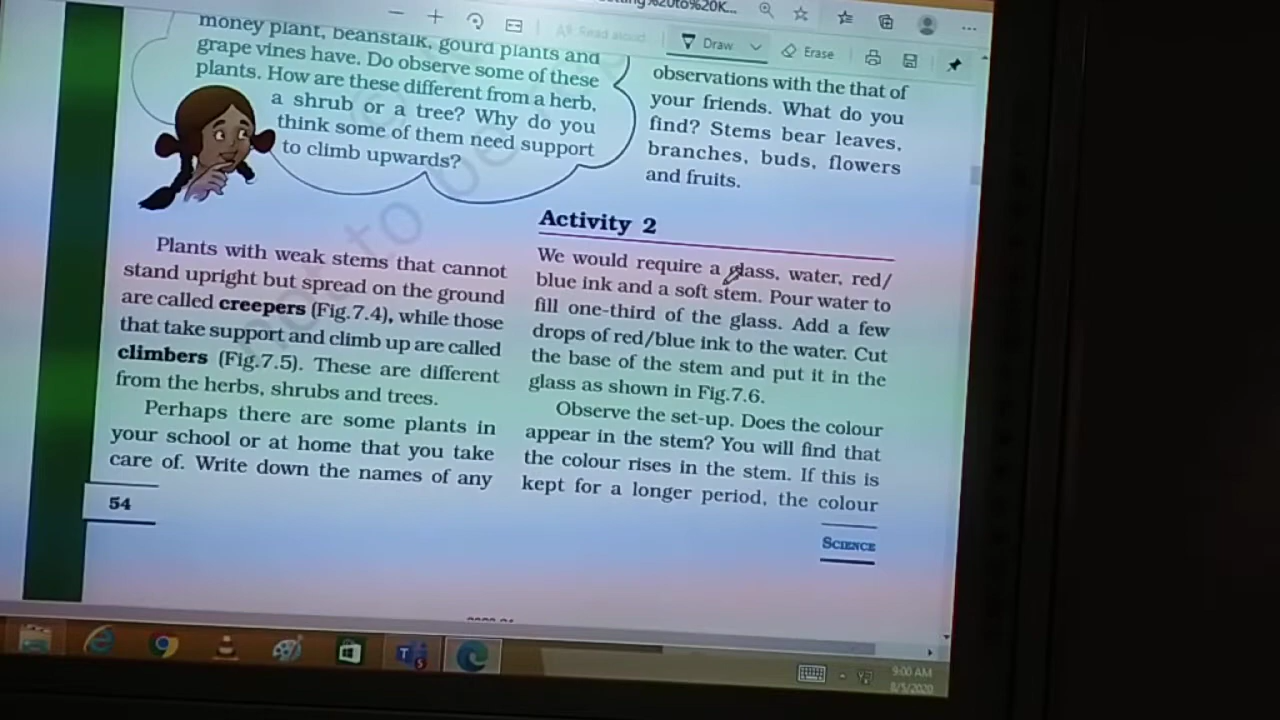 money plant, beanstalk, gourd plants and
grape vines have. Do observe some of these
plants. How are these different from a herb,
a shrub or a tree? Why do you
think some of them need support
to climb upwards?
Plants with weak stems that cannot
stand upright but spread on the ground
are called creepers (Fig.7.4), while those
that take support and climb up are called
climbers (Fig.7.5). These are different
from the herbs, shrubs and trees.
Perhaps there are some plants in
your school or at home that you take
care of. Write down the names of any
54
observations with the that of
your friends. What do you
find? Stems bear leaves,
branches, buds, flowers
and fruits.
Activity 2
We would require a glass, water, red/
blue ink and a soft stem. Pour water to
fill one-third of the glass. Add a few
drops of red/blue ink to the water. Cut
the base of the stem and put it in the
glass as shown in Fig.7.6.
Observe the set-up. Does the colour
appear in the stem? You will find that
the colour rises in the stem. If this is
kept for a longer period, the colour
SCIENCE
Read aloud
Draw
Erase
9:00 AM
8/5/2020